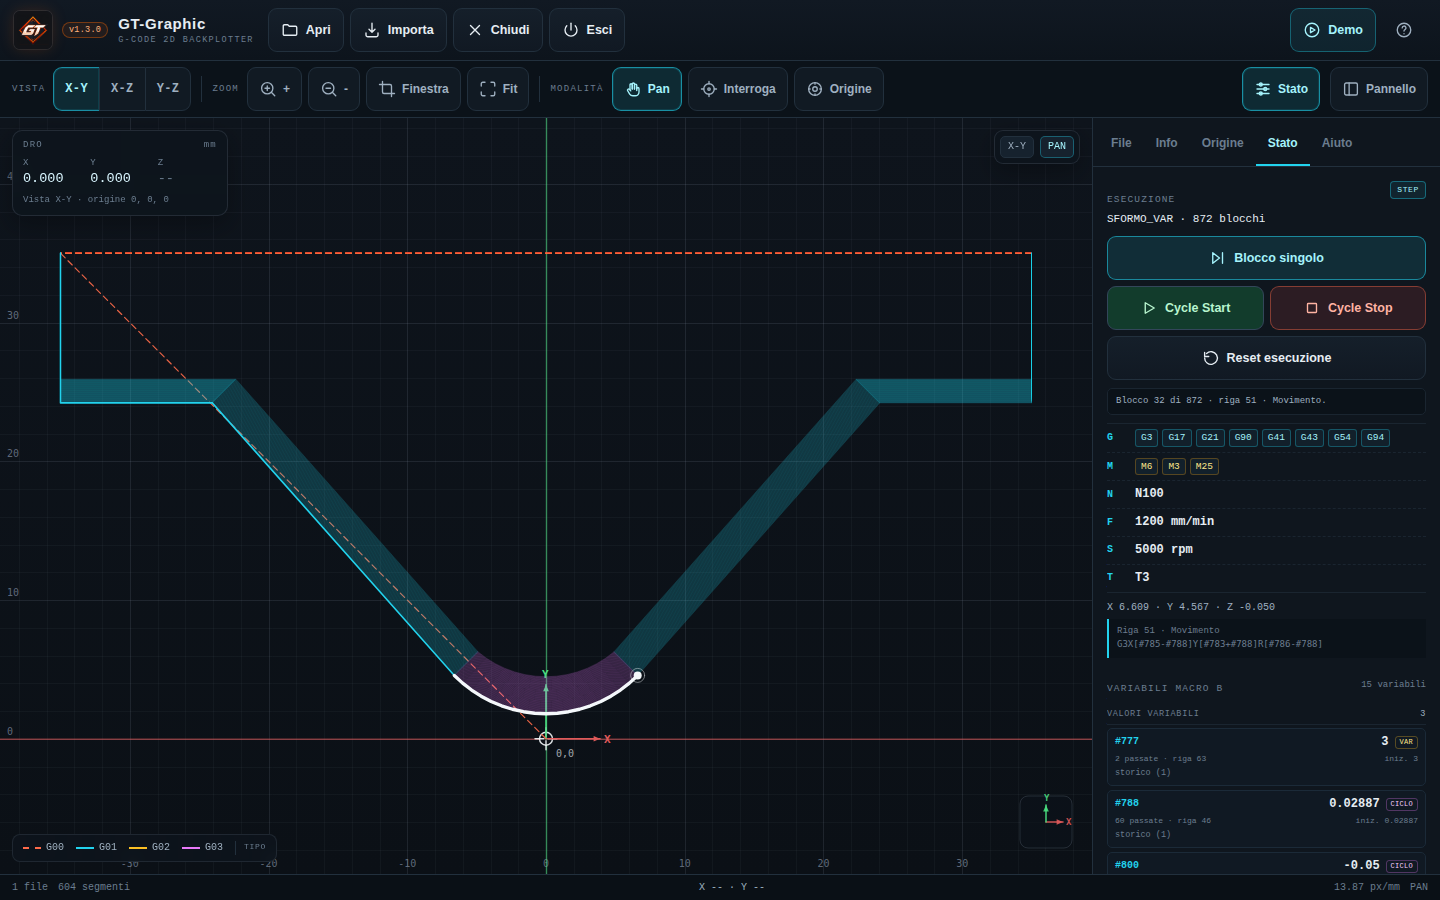 GT
v1.3.0
GT-Graphic
G-CODE 2D BACKPLOTTER
Apri
Importa
Chiudi
Esci
Demo
VISTA
X-Y
X-Z
Y-Z
ZOOM
+
-
Finestra
Fit
MODALITÀ
Pan
Interroga
Origine
Stato
Pannello
DRO mm
X Y Z
0.000 0.000 --
Vista X-Y · origine 0, 0, 0
X-Y PAN
4
30
20
10
0
Y
X
0,0
Y
X
G00 G01 G02 G03 TIPO
-30 -20 -10 0 10 20 30
File Info Origine Stato Aiuto
ESECUZIONE STEP
SFORMO_VAR · 872 blocchi
Blocco singolo
Cycle Start
Cycle Stop
Reset esecuzione
Blocco 32 di 872 · riga 51 · Movimento.
G G3 G17 G21 G90 G41 G43 G54 G94
M M6 M3 M25
N N100
F 1200 mm/min
S 5000 rpm
T T3
X 6.609 · Y 4.567 · Z -0.050
Riga 51 · Movimento
G3X[#785-#788]Y[#783+#788]R[#786-#788]
VARIABILI MACRO B 15 variabili
VALORI VARIABILI 3
#777 3 VAR
2 passate · riga 63 iniz. 3
storico (1)
#788 0.02887 CICLO
60 passate · riga 46 iniz. 0.02887
storico (1)
#800 -0.05 CICLO
1 file 604 segmenti
X -- · Y --
13.87 px/mm PAN